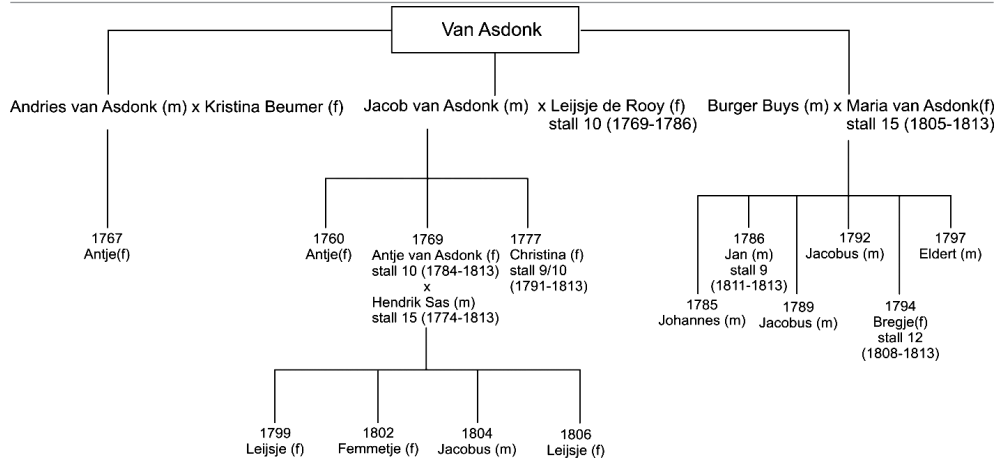 Van Asdonk
Andries van Asdonk (m) x Kristina Beumer (f)
Jacob van Asdonk (m) x Leijsje de Rooy (f)
stall 10 (1769-1786)
Burger Buys (m) x Maria van Asdonk(f)
stall 15 (1805-1813)
1767
Antje(f)
1760
Antje(f)
1769
Antje van Asdonk (f)
stall 10 (1784-1813)
x
Hendrik Sas (m)
stall 15 (1774-1813)
1777
Christina (f)
stall 9/10
(1791-1813)
1785
Johannes (m)
1786
Jan (m)
stall 9
(1811-1813)
1789
Jacobus (m)
1792
Jacobus (m)
1794
Bregje(f)
stall 12
(1808-1813)
1797
Eldert (m)
1799
Leijsje (f)
1802
Femmetje (f)
1804
Jacobus (m)
1806
Leijsje (f)